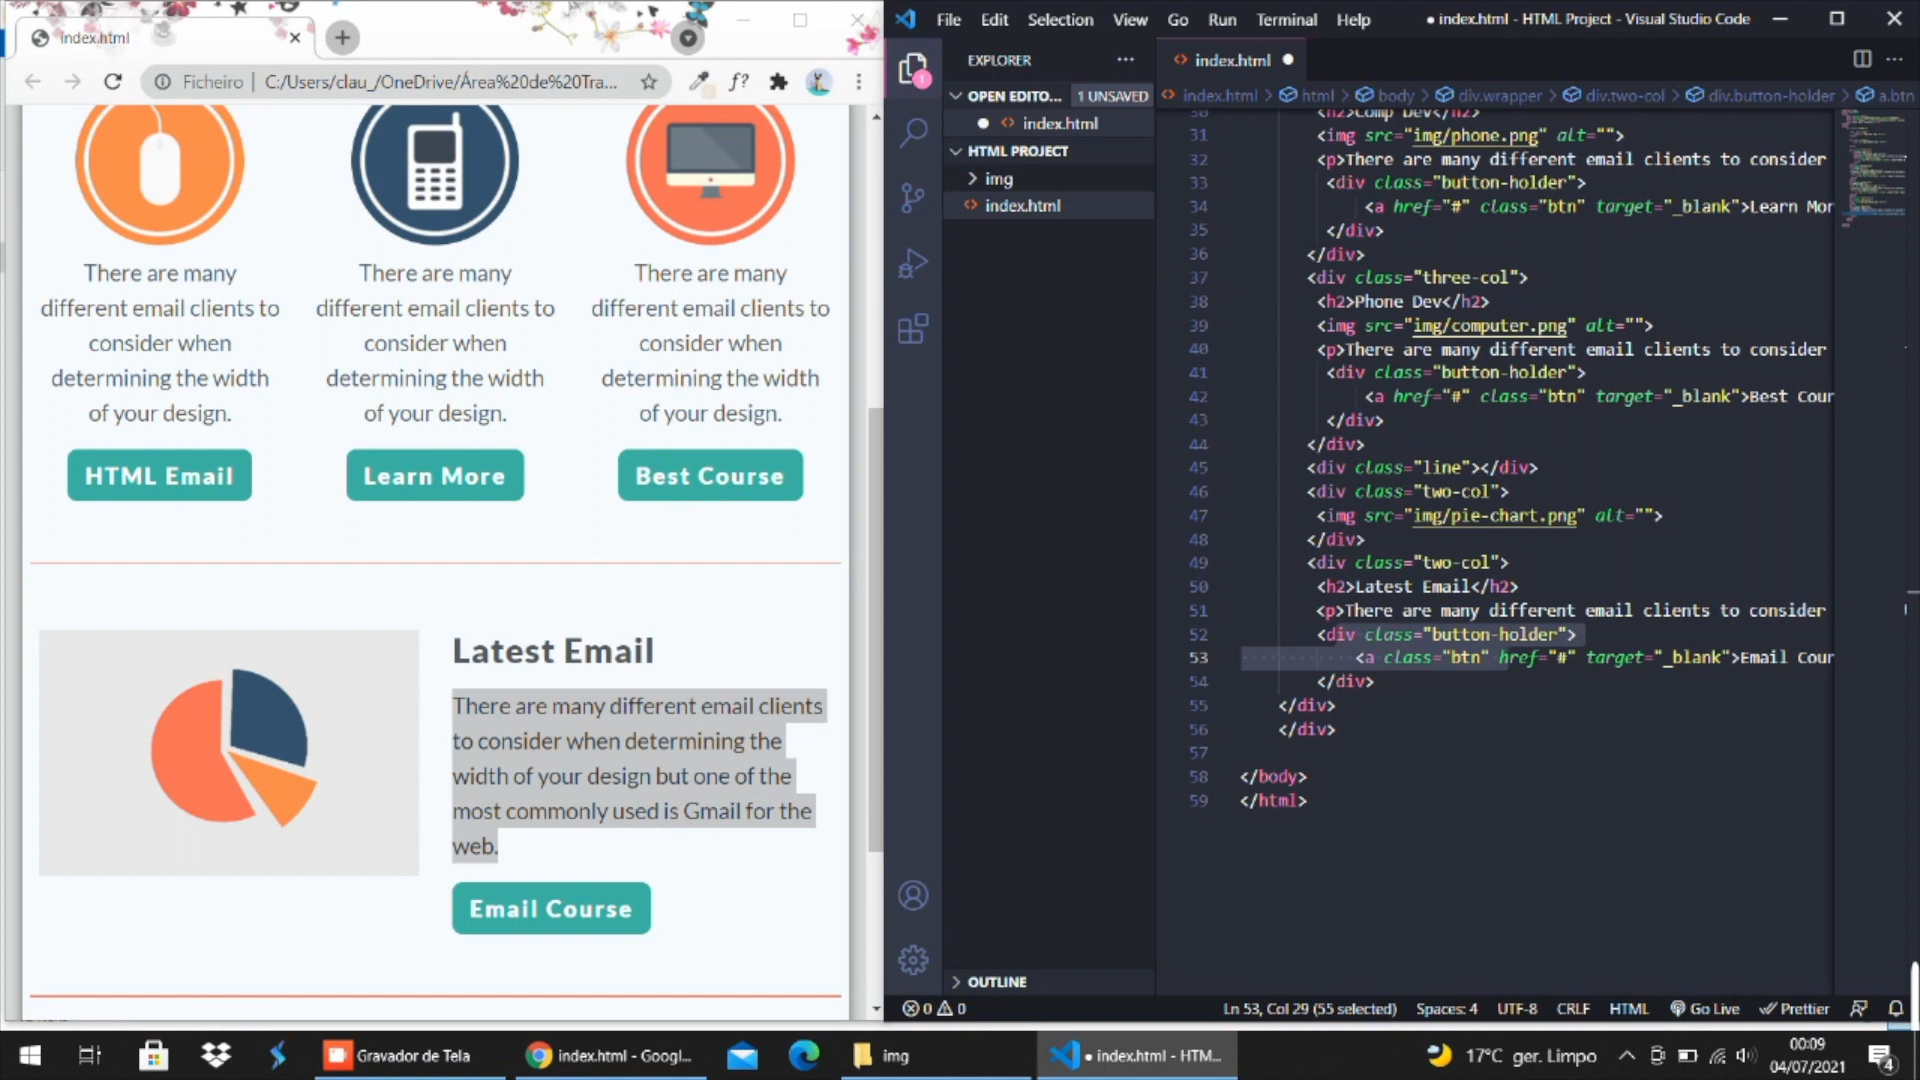 index.html
Ficheiro
C:/Users/clau_/OneDrive/Área%20de%20Tra...
f?
There are many
different email clients to
consider when
determining the width
of your design.
HTML Email
There are many
different email clients to
consider when
determining the width
of your design.
Learn More
There are many
different email clients to
consider when
determining the width
of your design.
Best Course
Latest Email
There are many different email clients
to consider when determining the
width of your design but one of the
most commonly used is Gmail for the
web.
Email Course
File Edit Selection View Go Run Terminal Help
● index.html - HTML Project - Visual Studio Code
1
EXPLORER
OPEN EDITO... 1 UNSAVED
index.html
HTML PROJECT
img
index.html
OUTLINE
index.html
index.html > html > body > div.wrapper > div.two-col > div.button-holder > a.btn
30 <h2>Comp Dev</h2>
31 <img src="img/phone.png" alt="">
32 <p>There are many different email clients to consider
33 <div class="button-holder">
34 <a href="#" class="btn" target="_blank">Learn Mor
35 </div>
36 </div>
37 <div class="three-col">
38 <h2>Phone Dev</h2>
39 <img src="img/computer.png" alt="">
40 <p>There are many different email clients to consider
41 <div class="button-holder">
42 <a href="#" class="btn" target="_blank">Best Cour
43 </div>
44 </div>
45 <div class="line"></div>
46 <div class="two-col">
47 <img src="img/pie-chart.png" alt="">
48 </div>
49 <div class="two-col">
50 <h2>Latest Email</h2>
51 <p>There are many different email clients to consider
52 <div class="button-holder">
53 <a class="btn" href="#" target="_blank">Email Cour
54 </div>
55 </div>
56 </div>
57
58 </body>
59 </html>
0 0
Ln 53, Col 29 (55 selected) Spaces: 4 UTF-8 CRLF HTML Go Live Prettier
Gravador de Tela
index.html - Googl...
img
● index.html - HTM...
17°C ger. Limpo
00:09
04/07/2021
4